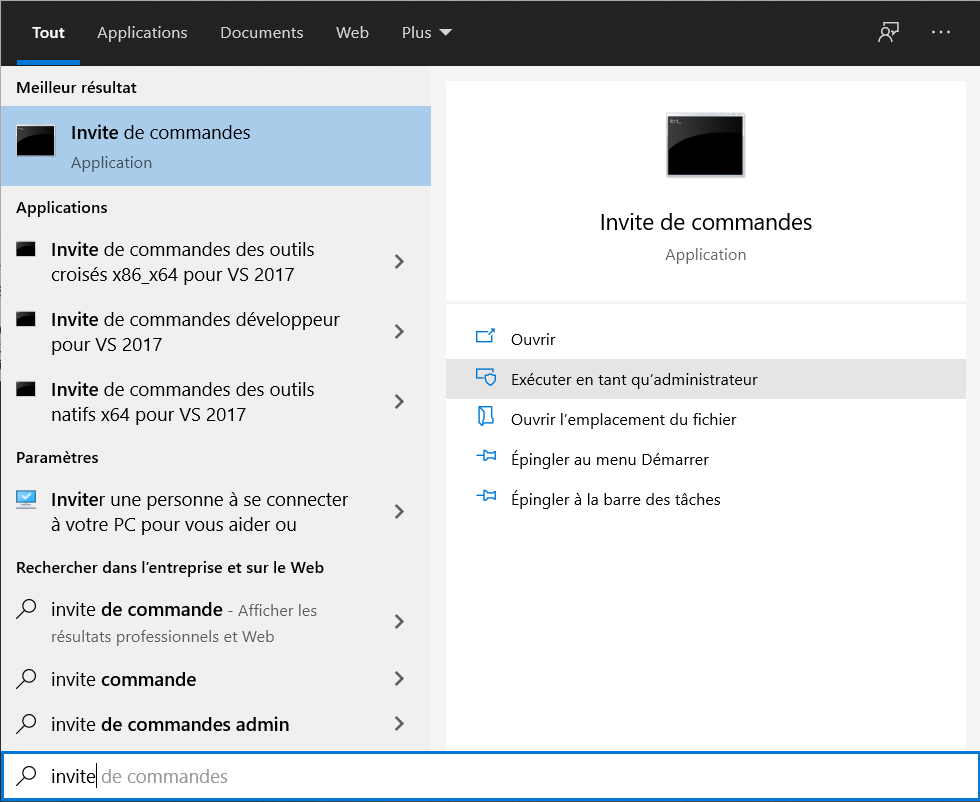 Tout Applications Documents Web Plus
Meilleur résultat
Invite de commandes
Application
Applications
Invite de commandes des outils
croisés x86_x64 pour VS 2017
Invite de commandes développeur
pour VS 2017
Invite de commandes des outils
natifs x64 pour VS 2017
Paramètres
Inviter une personne à se connecter
à votre PC pour vous aider ou
Rechercher dans l’entreprise et sur le Web
invite de commande - Afficher les
résultats professionnels et Web
invite commande
invite de commandes admin
invite de commandes
Invite de commandes
Application
Ouvrir
Exécuter en tant qu’administrateur
Ouvrir l’emplacement du fichier
Épingler au menu Démarrer
Épingler à la barre des tâches